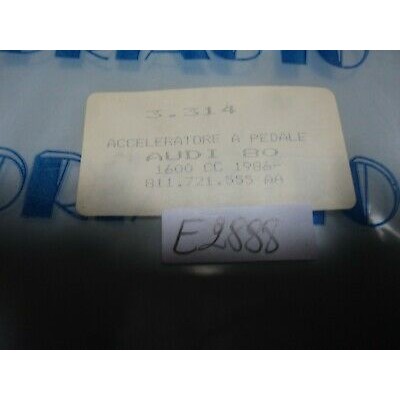 3.314
ACCELERATORE A PEDALE
AUDI 80
1600 CC 1986-
811.721.555 AA
E2888